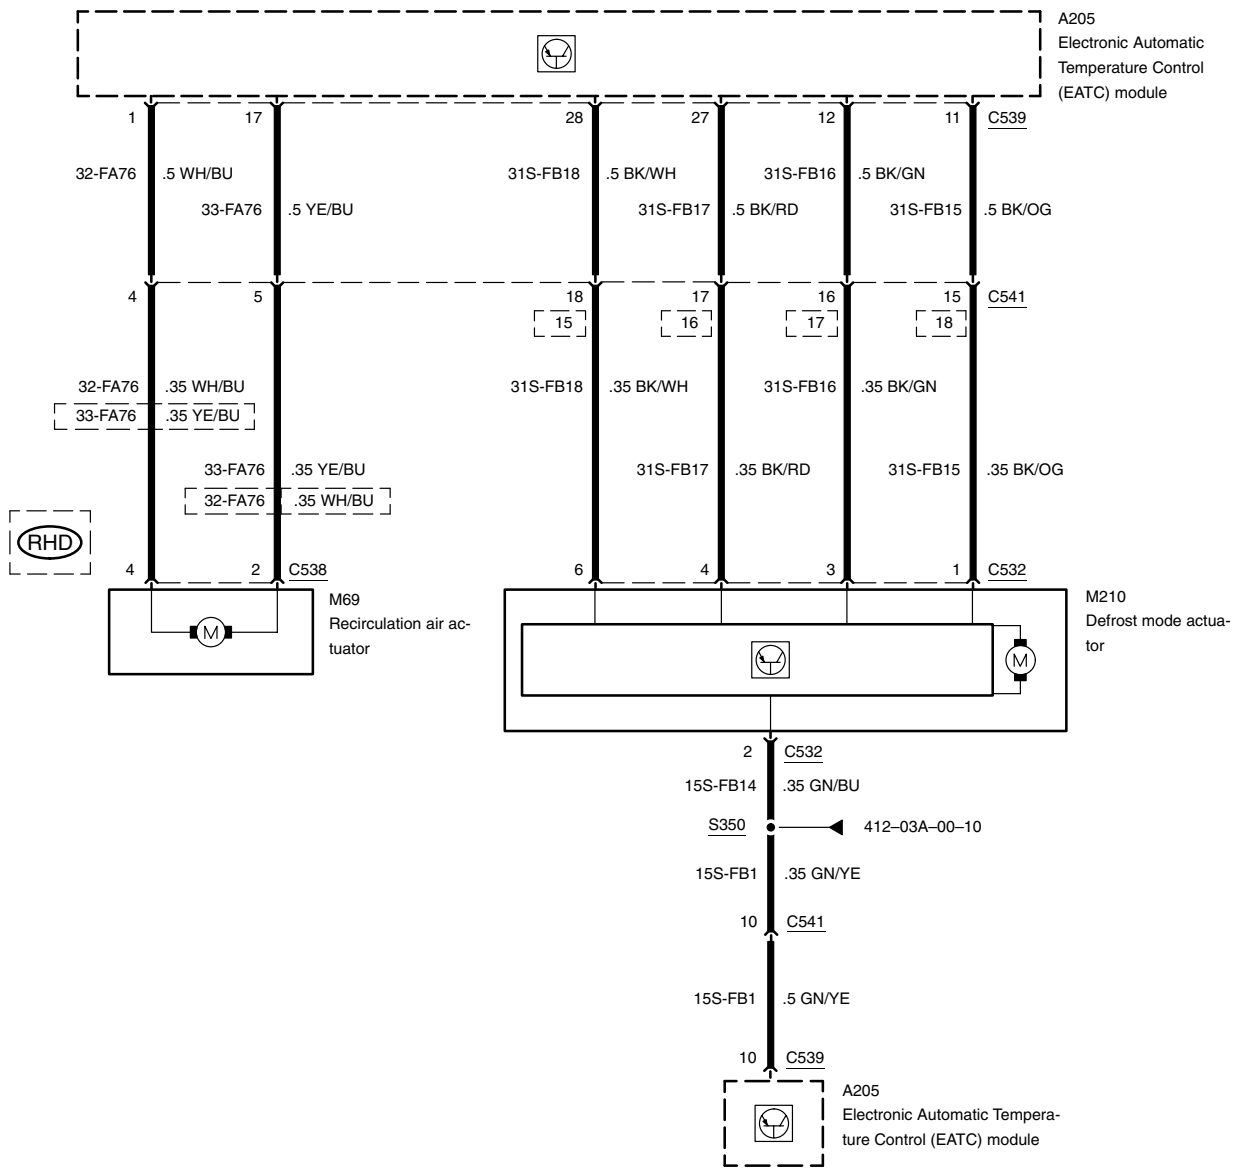 A205
Electronic Automatic
Temperature Control
(EATC) module
1 17 28 27 12 11 C539
32-FA76 .5 WH/BU 31S-FB18 .5 BK/WH 31S-FB16 .5 BK/GN
33-FA76 .5 YE/BU 31S-FB17 .5 BK/RD 31S-FB15 .5 BK/OG
4 5 18 17 16 15 C541
15 16 17 18
32-FA76 .35 WH/BU 31S-FB18 .35 BK/WH 31S-FB16 .35 BK/GN
33-FA76 .35 YE/BU
33-FA76 .35 YE/BU 31S-FB17 .35 BK/RD 31S-FB15 .35 BK/OG
32-FA76 .35 WH/BU
RHD
4 2 C538 6 4 3 1 C532
M69
Recirculation air ac-
tuator
M
M210
Defrost mode actua-
tor
M
2 C532
15S-FB14 .35 GN/BU
S350 412–03A–00–10
15S-FB1 .35 GN/YE
10 C541
15S-FB1 .5 GN/YE
10 C539
A205
Electronic Automatic Tempera-
ture Control (EATC) module